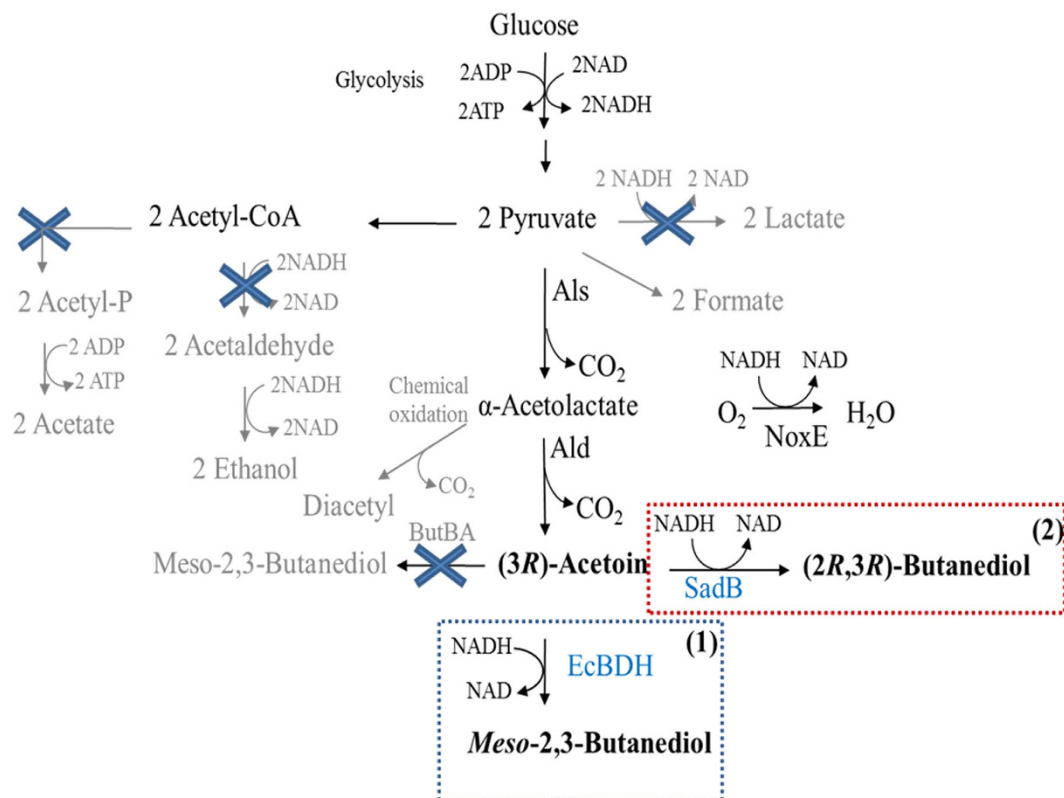 Glucose
Glycolysis
2ADP
2NAD
2ATP
2NADH
2 NADH
2 NAD
2 Acetyl-CoA
2 Pyruvate
2 Lactate
2NADH
2NAD
2 Acetyl-P
Als
2 Formate
2 Acetaldehyde
2 ADP
2 ATP
CO₂
NADH
NAD
2NADH
2NAD
Chemical
oxidation
α-Acetolactate
O₂
H₂O
NoxE
2 Acetate
Ald
2 Ethanol
CO₂
Diacetyl
CO₂
ButBA
NADH
NAD
(2)
Meso-2,3-Butanediol
(3R)-Acetoin
(2R,3R)-Butanediol
SadB
(1)
NADH
EcBDH
NAD
Meso-2,3-Butanediol